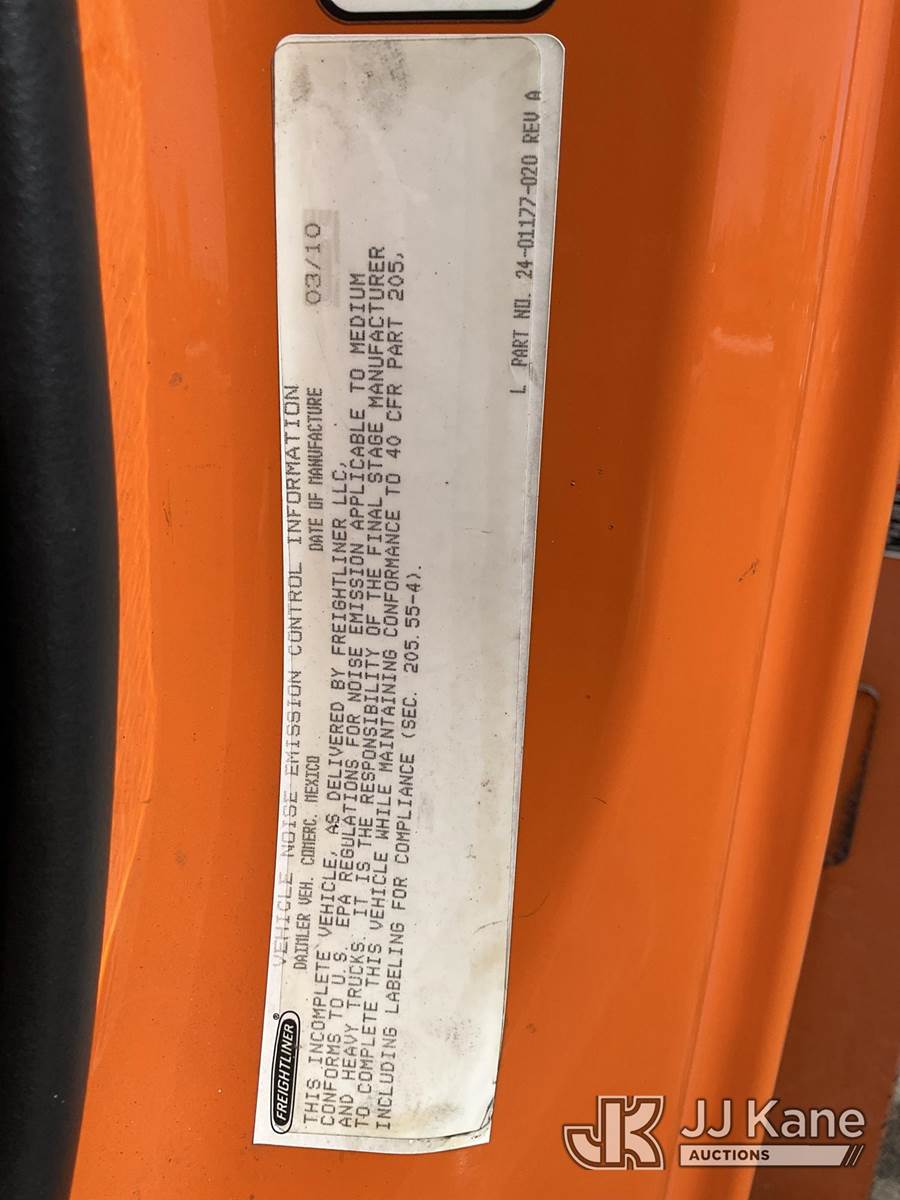 FREIGHTLINER®
VEHICLE NOISE EMISSION CONTROL INFORMATION
DAIMLER VEH. COMERC. MEXICO DATE OF MANUFACTURE 03/10
THIS INCOMPLETE VEHICLE, AS DELIVERED BY FREIGHTLINER LLC,
CONFORMS TO U.S. EPA REGULATIONS FOR NOISE EMISSION APPLICABLE TO MEDIUM
AND HEAVY TRUCKS. IT IS THE RESPONSIBILITY OF THE FINAL STAGE MANUFACTURER
TO COMPLETE THIS VEHICLE WHILE MAINTAINING CONFORMANCE TO 40 CFR PART 205,
INCLUDING LABELING FOR COMPLIANCE (SEC. 205.55-4).
L PART NO. 24-01177-020 REV A
JK JJ Kane
AUCTIONS